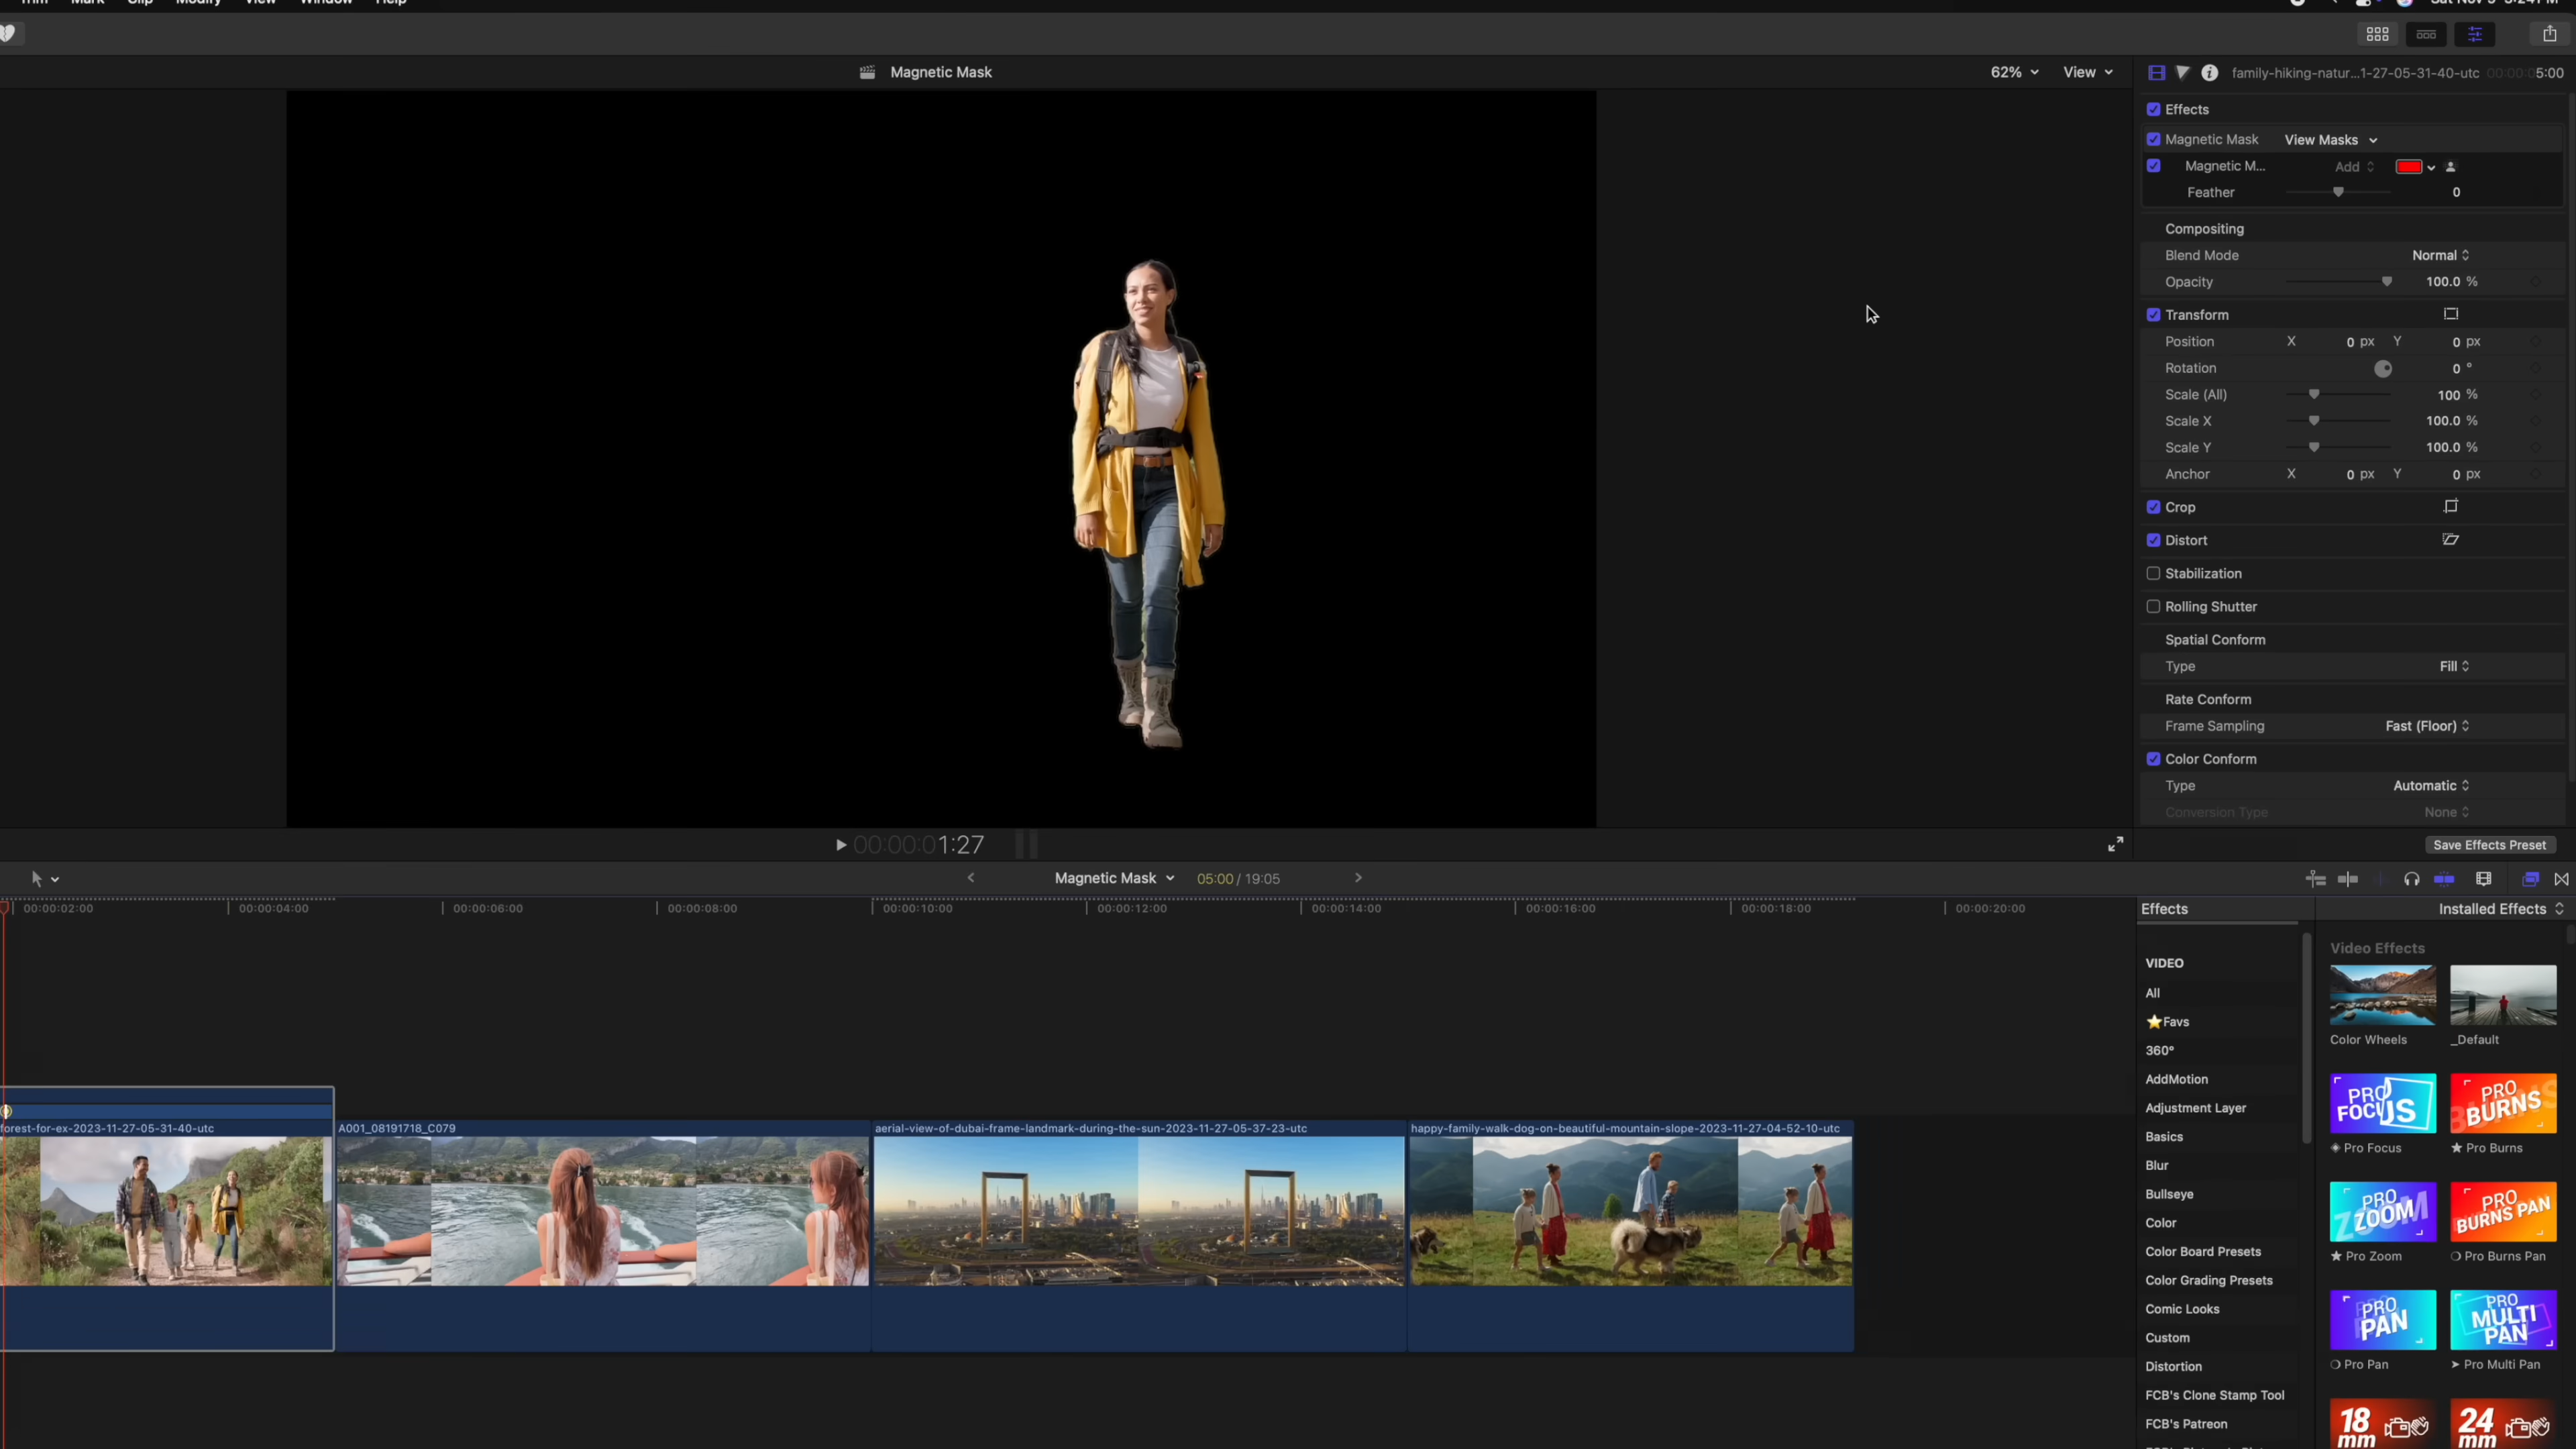 Trim Mark Clip Modify View Window Help
Magnetic Mask
62% View
family-hiking-natur...1-27-05-31-40-utc 00:00:05:00
Effects
Magnetic Mask View Masks
Magnetic M... Add
Feather 0
Compositing
Blend Mode Normal
Opacity 100.0 %
Transform
Position X 0 px Y 0 px
Rotation 0 °
Scale (All) 100 %
Scale X 100.0 %
Scale Y 100.0 %
Anchor X 0 px Y 0 px
Crop
Distort
Stabilization
Rolling Shutter
Spatial Conform
Type Fill
Rate Conform
Frame Sampling Fast (Floor)
Color Conform
Type Automatic
Conversion Type None
00:00:01:27
Save Effects Preset
Magnetic Mask 05:00 / 19:05
00:00:02:00 00:00:04:00 00:00:06:00 00:00:08:00 00:00:10:00 00:00:12:00 00:00:14:00 00:00:16:00 00:00:18:00 00:00:20:00
forest-for-ex-2023-11-27-05-31-40-utc
A001_08191718_C079
aerial-view-of-dubai-frame-landmark-during-the-sun-2023-11-27-05-37-23-utc
happy-family-walk-dog-on-beautiful-mountain-slope-2023-11-27-04-52-10-utc
Effects
Installed Effects
VIDEO
All
⭐Favs
360°
AddMotion
Adjustment Layer
Basics
Blur
Bullseye
Color
Color Board Presets
Color Grading Presets
Comic Looks
Custom
Distortion
FCB's Clone Stamp Tool
FCB's Patreon
Video Effects
Color Wheels
_Default
PRO FOCUS
PRO BURNS
Pro Focus
★ Pro Burns
PRO ZOOM
PRO BURNS PAN
★ Pro Zoom
Pro Burns Pan
PRO PAN
PRO MULTI PAN
Pro Pan
➤ Pro Multi Pan
18 mm
24 mm